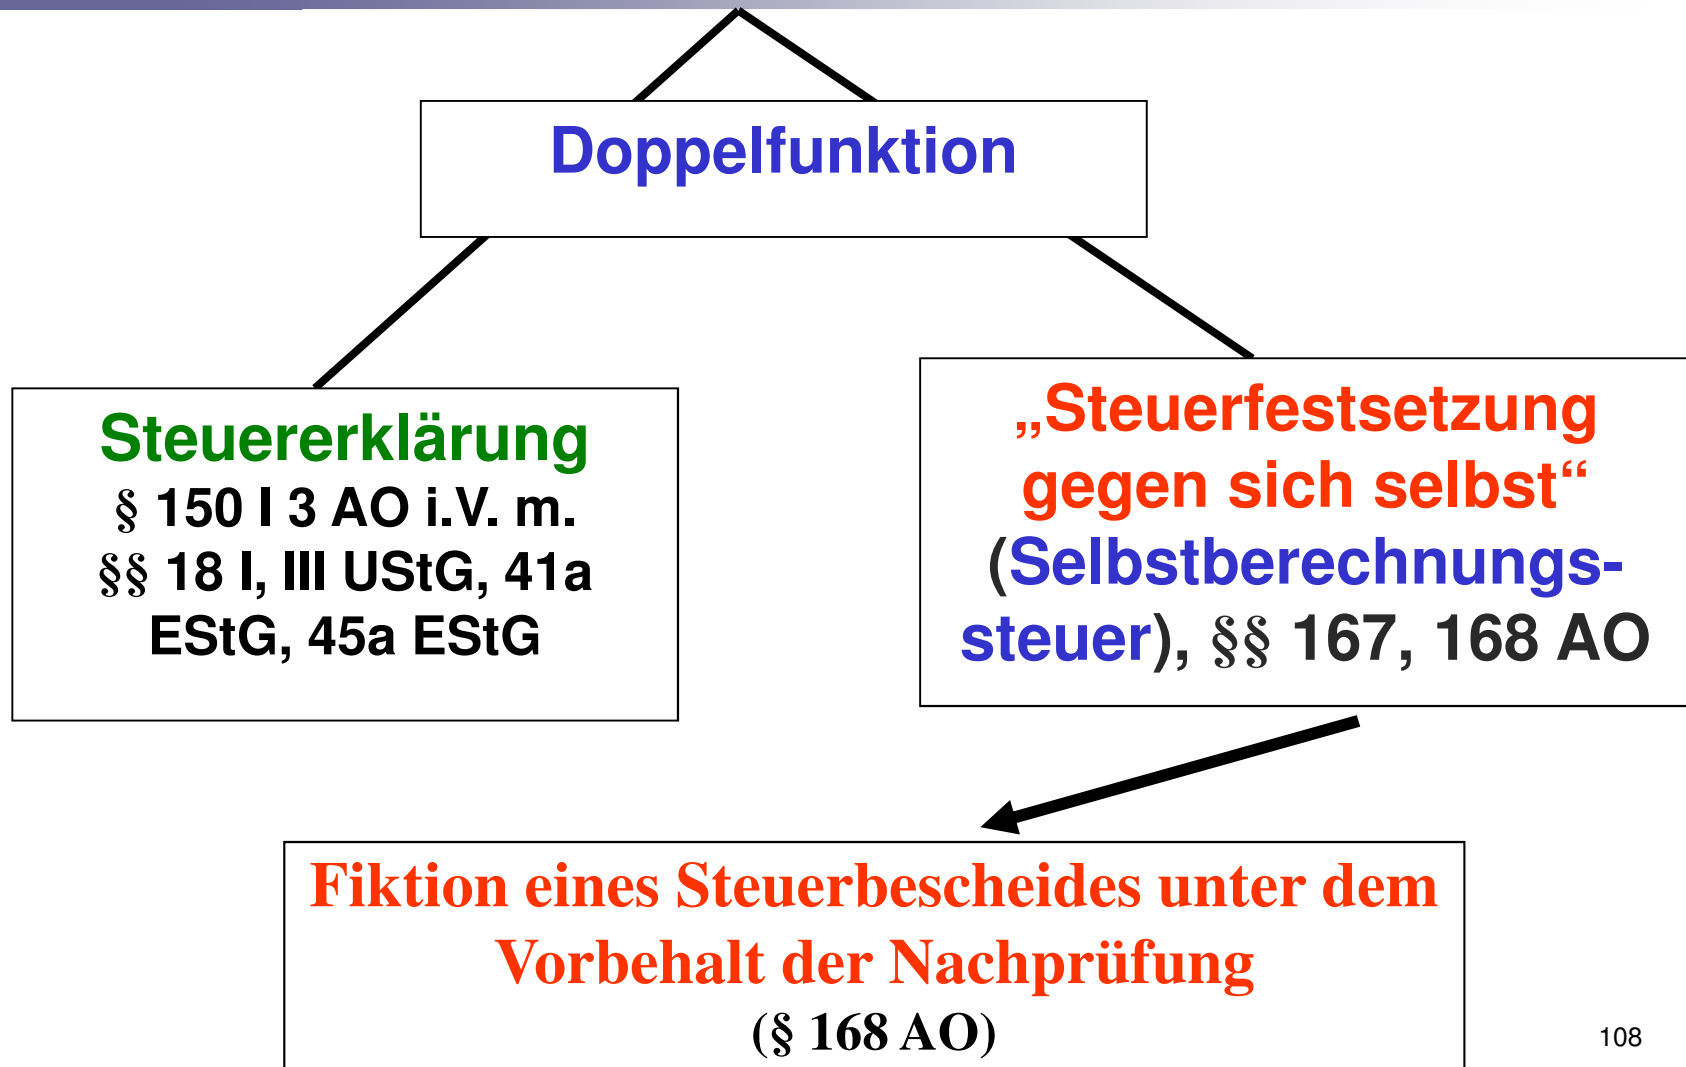 Doppelfunktion
Steuererklärung
§ 150 I 3 AO i.V. m.
§§ 18 I, III UStG, 41a
EStG, 45a EStG
„Steuerfestsetzung
gegen sich selbst“
(Selbstberechnungs-
steuer), §§ 167, 168 AO
Fiktion eines Steuerbescheides unter dem
Vorbehalt der Nachprüfung
(§ 168 AO)
108